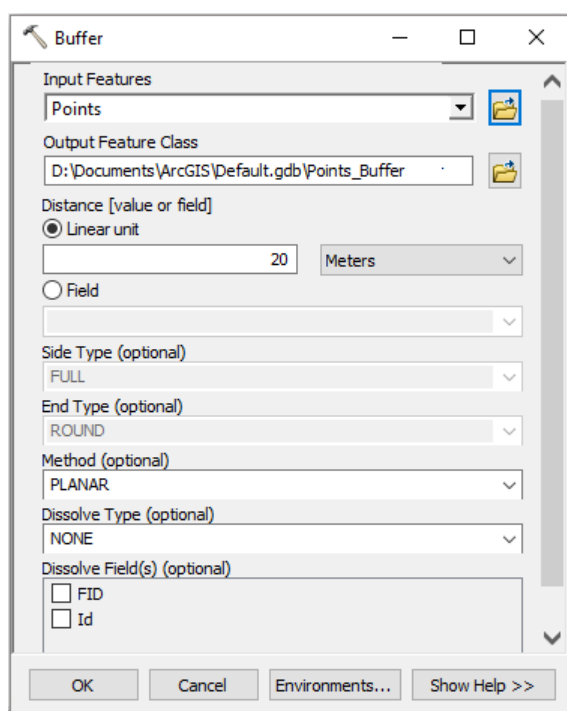 Buffer
Input Features
Points
Output Feature Class
D:\Documents\ArcGIS\Default.gdb\Points_Buffer
Distance [value or field]
Linear unit
20 Meters
Field
Side Type (optional)
FULL
End Type (optional)
ROUND
Method (optional)
PLANAR
Dissolve Type (optional)
NONE
Dissolve Field(s) (optional)
FID
Id
OK Cancel Environments... Show Help >>